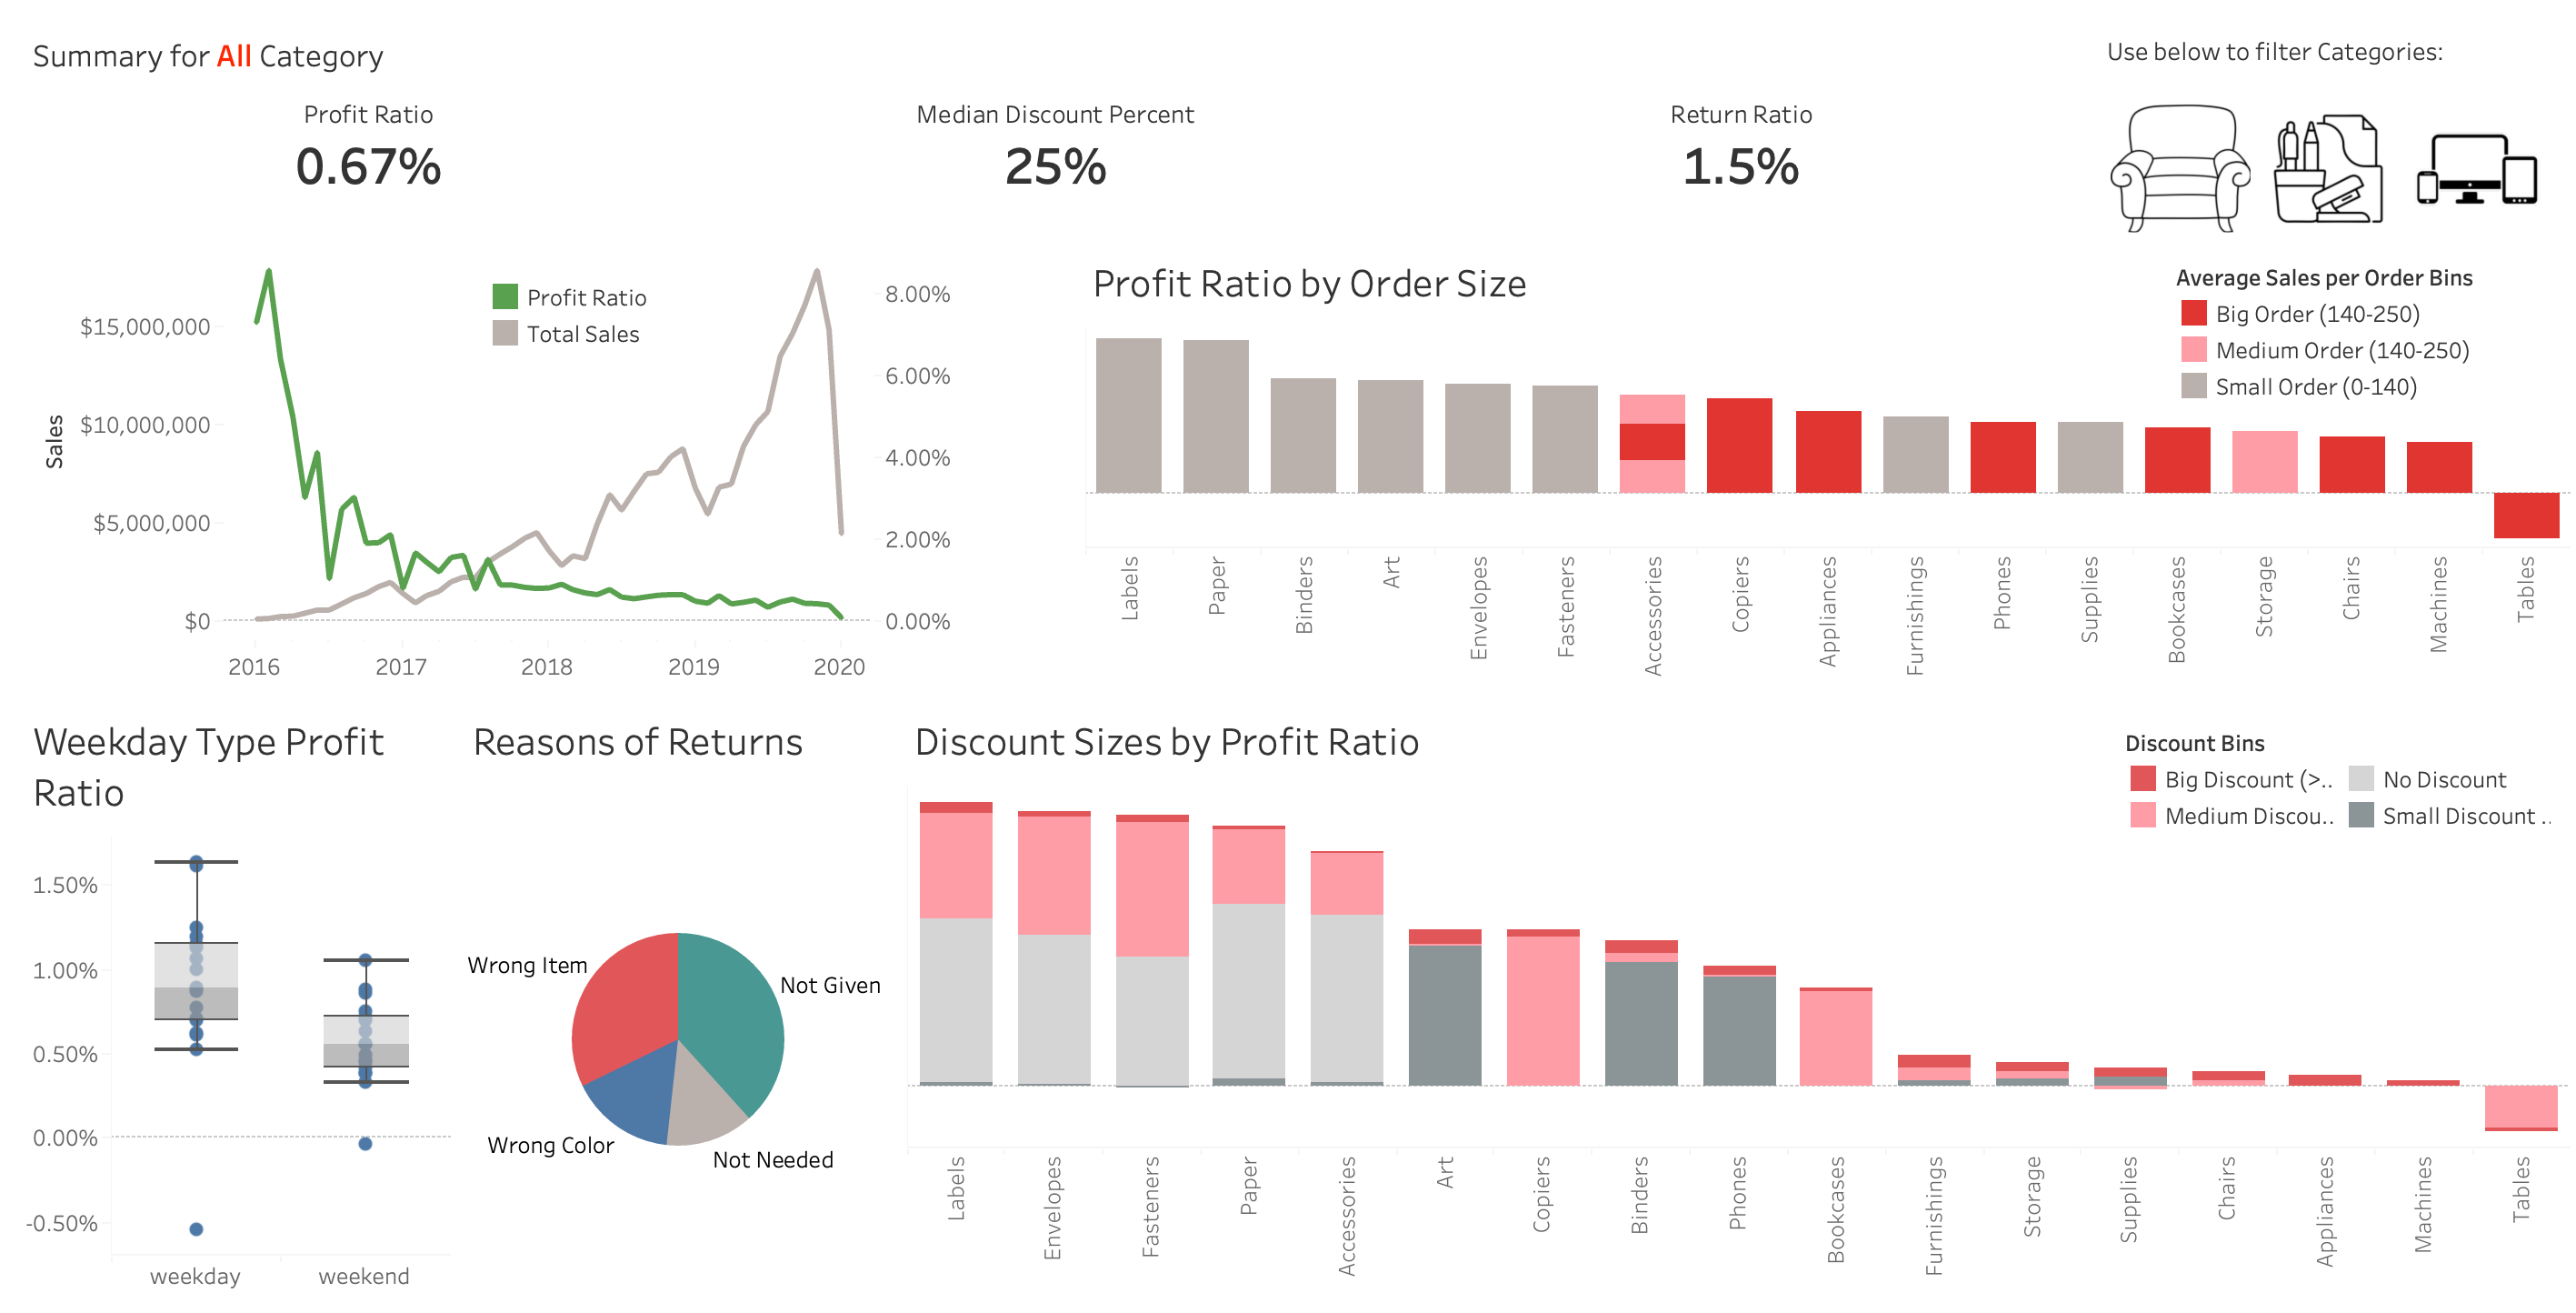 Summary for All Category
Use below to filter Categories:
Profit Ratio
0.67%
Median Discount Percent
25%
Return Ratio
1.5%
Sales
$15,000,000
$10,000,000
$5,000,000
$0
Profit Ratio
Total Sales
8.00%
6.00%
4.00%
2.00%
0.00%
2016
2017
2018
2019
2020
Profit Ratio by Order Size
Average Sales per Order Bins
Big Order (140-250)
Medium Order (140-250)
Small Order (0-140)
Labels
Paper
Binders
Art
Envelopes
Fasteners
Accessories
Copiers
Appliances
Furnishings
Phones
Supplies
Bookcases
Storage
Chairs
Machines
Tables
Weekday Type Profit
Ratio
1.50%
1.00%
0.50%
0.00%
-0.50%
weekday
weekend
Reasons of Returns
Wrong Item
Not Given
Wrong Color
Not Needed
Discount Sizes by Profit Ratio
Discount Bins
Big Discount (>..
No Discount
Medium Discou..
Small Discount ..
Labels
Envelopes
Fasteners
Paper
Accessories
Art
Copiers
Binders
Phones
Bookcases
Furnishings
Storage
Supplies
Chairs
Appliances
Machines
Tables